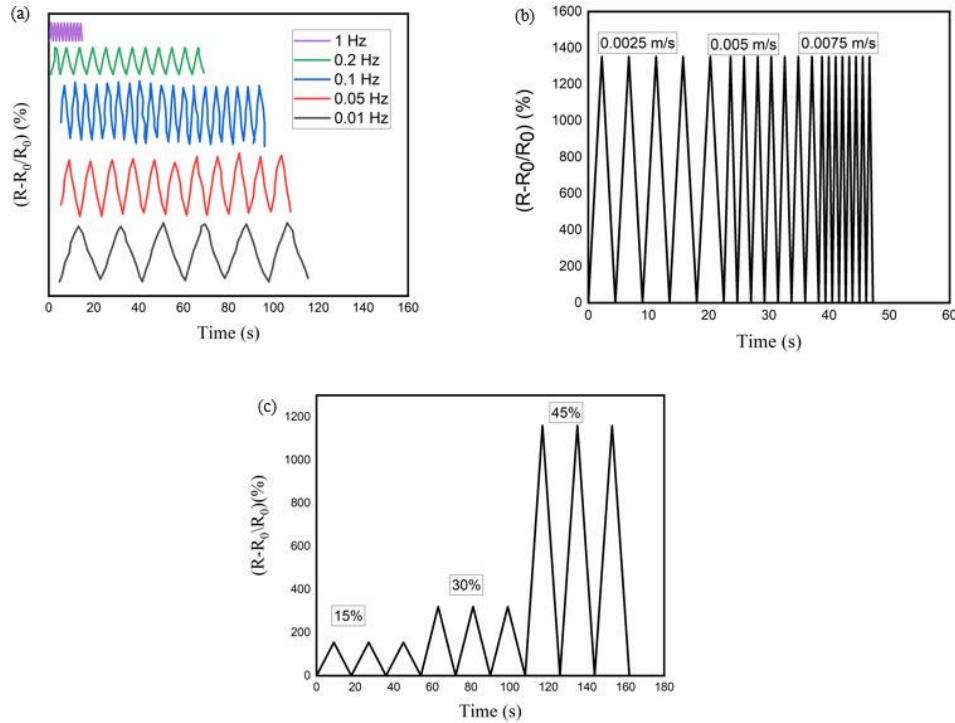 (a)
1 Hz
0.2 Hz
0.1 Hz
0.05 Hz
0.01 Hz
(R-R0/R0) (%)
0 20 40 60 80 100 120 140 160
Time (s)
(b)
1600
1400
1200
1000
800
600
400
200
0
0.0025 m/s 0.005 m/s 0.0075 m/s
(R-R0/R0) (%)
0 10 20 30 40 50 60
Time (s)
(c)
1200
1000
800
600
400
200
0
45%
30%
15%
(R-R0\R0)(%)
0 20 40 60 80 100 120 140 160 180
Time (s)